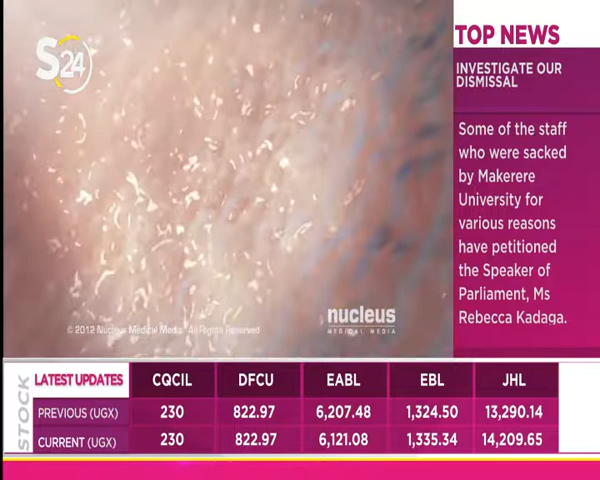 S24
TOP NEWS
INVESTIGATE OUR
DISMISSAL
Some of the staff
who were sacked
by Makerere
University for
various reasons
have petitioned
the Speaker of
Parliament, Ms
Rebecca Kadaga.
© 2012 Nucleus Medical Media All Rights Reserved
nucleus
MEDICAL MEDIA
STOCK
LATEST UPDATES CQCIL DFCU EABL EBL JHL
PREVIOUS (UGX) 230 822.97 6,207.48 1,324.50 13,290.14
CURRENT (UGX) 230 822.97 6,121.08 1,335.34 14,209.65